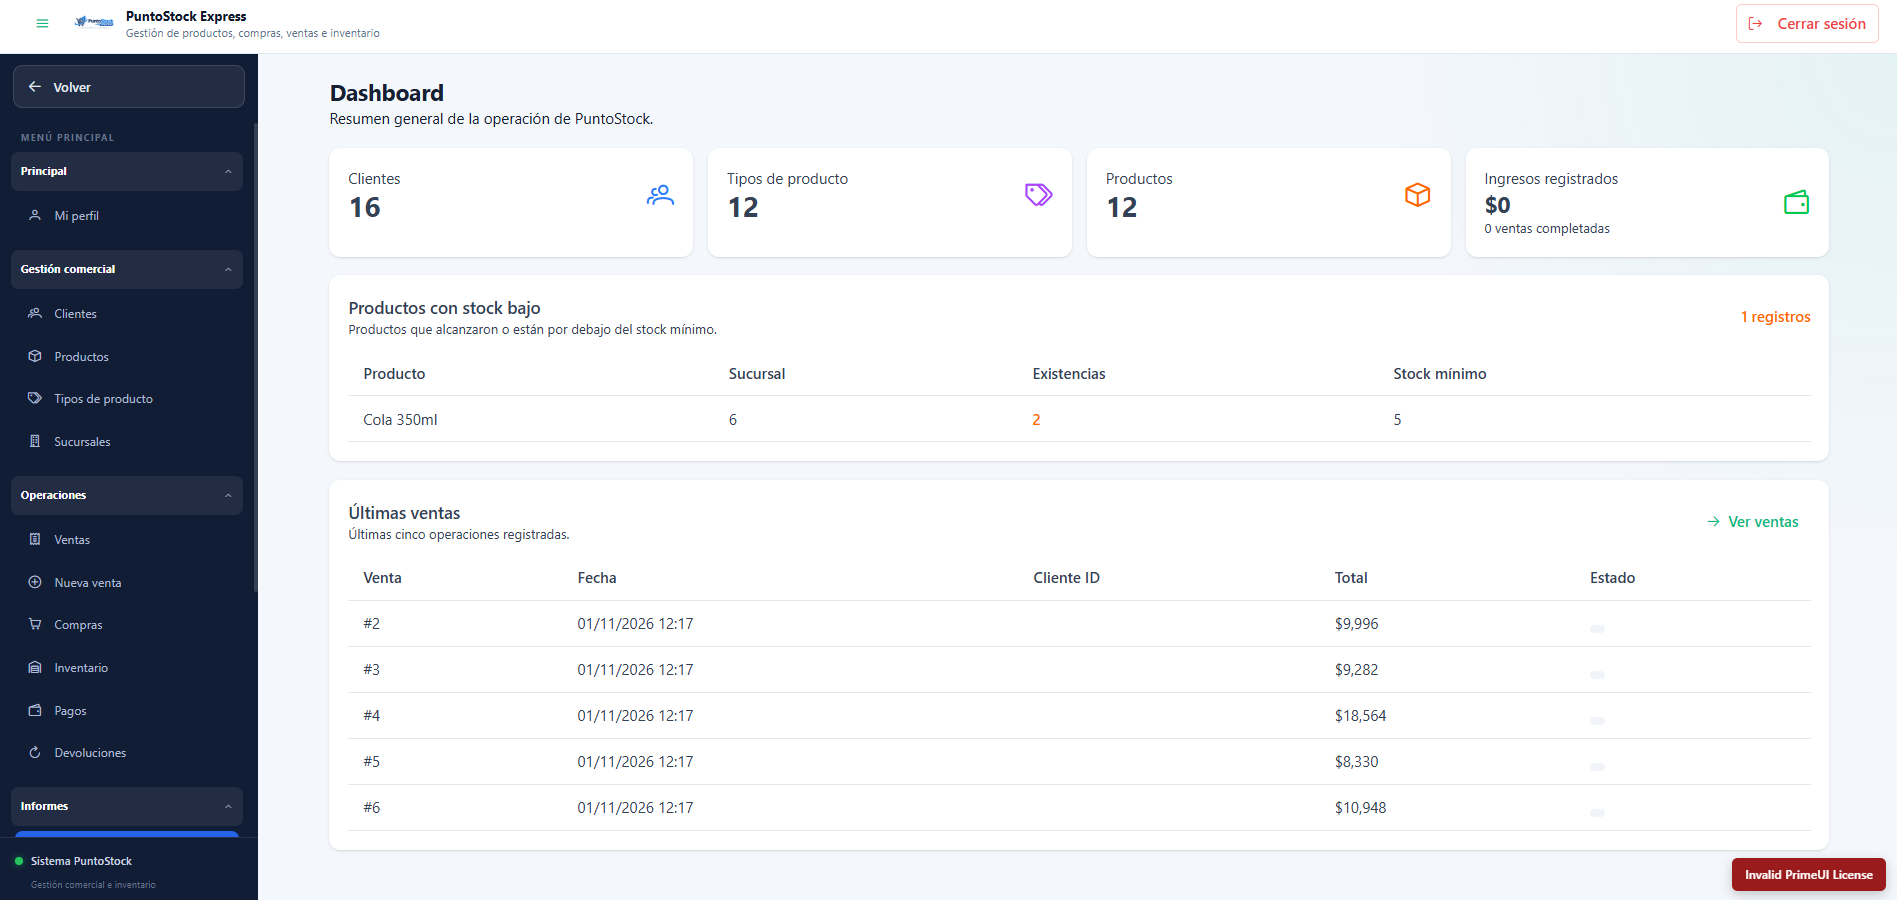 PuntoStock Express
Gestión de productos, compras, ventas e inventario
Cerrar sesión
Volver
MENÚ PRINCIPAL
Principal
Mi perfil
Gestión comercial
Clientes
Productos
Tipos de producto
Sucursales
Operaciones
Ventas
Nueva venta
Compras
Inventario
Pagos
Devoluciones
Informes
Sistema PuntoStock
Gestión comercial e inventario
Dashboard
Resumen general de la operación de PuntoStock.
Clientes
16
Tipos de producto
12
Productos
12
Ingresos registrados
$0
0 ventas completadas
Productos con stock bajo
Productos que alcanzaron o están por debajo del stock mínimo.
1 registros
Producto Sucursal Existencias Stock mínimo
Cola 350ml 6 2 5
Últimas ventas
Últimas cinco operaciones registradas.
Ver ventas
Venta Fecha Cliente ID Total Estado
#2 01/11/2026 12:17 $9,996
#3 01/11/2026 12:17 $9,282
#4 01/11/2026 12:17 $18,564
#5 01/11/2026 12:17 $8,330
#6 01/11/2026 12:17 $10,948
Invalid PrimeUI License